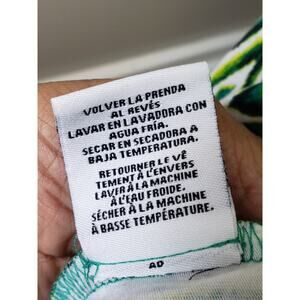 VOLVER LA PRENDA
AL REVÉS
LAVAR EN LAVADORA CON
AGUA FRÍA.
SECAR EN SECADORA A
BAJA TEMPERATURA.
RETOURNER LE VÊ
TEMENT À L'ENVERS
LAVER À LA MACHINE
À L'EAU FROIDE.
SÉCHER À LA MACHINE
À BASSE TEMPÉRATURE.
AD